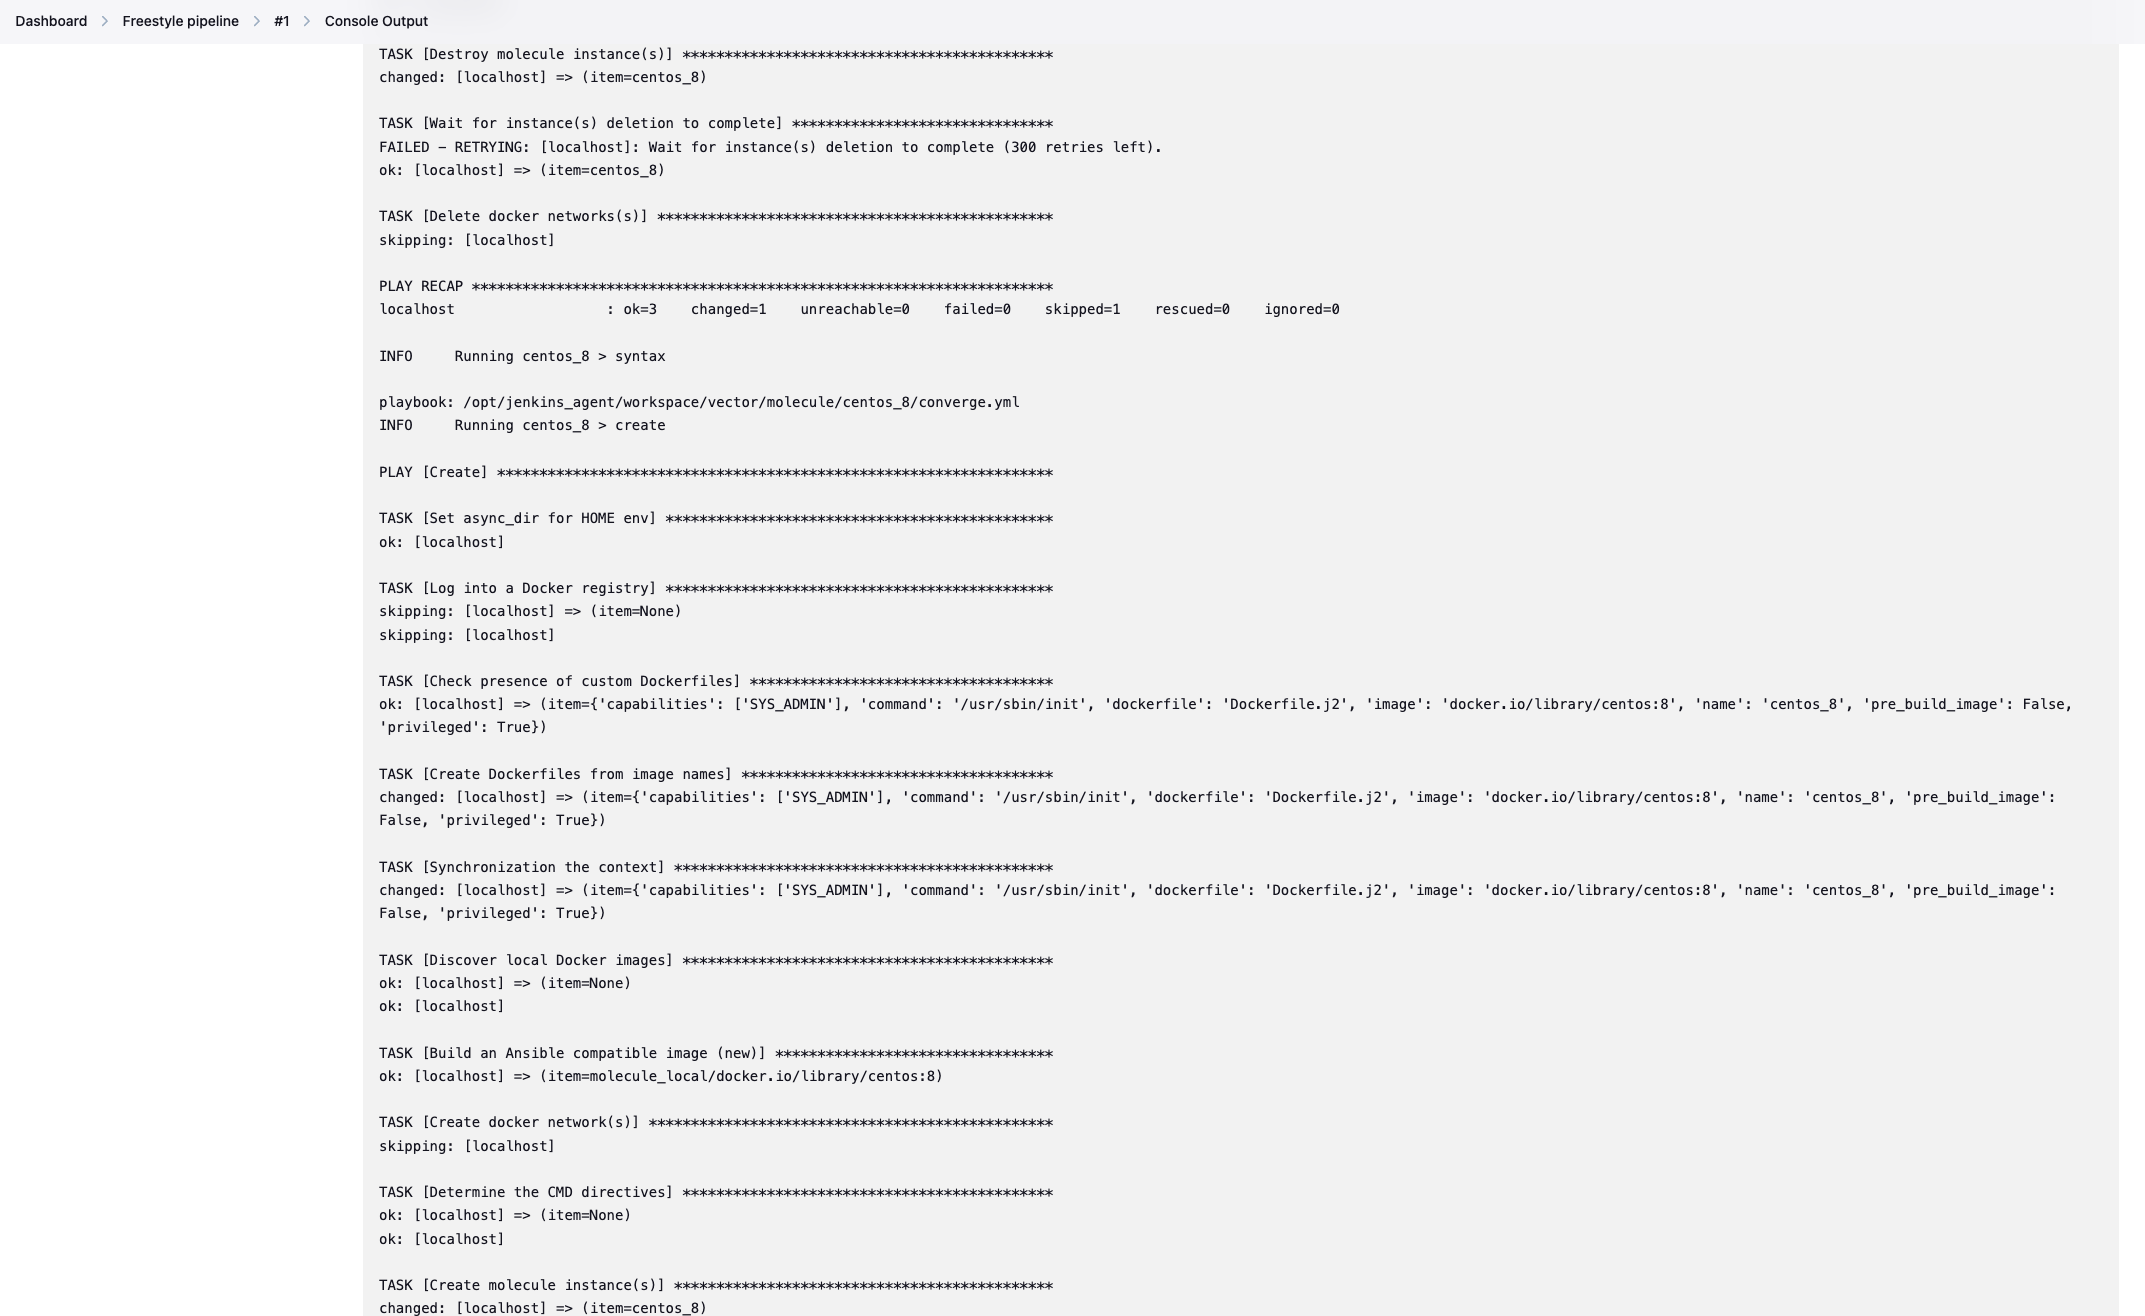 Dashboard > Freestyle pipeline > #1 > Console Output
TASK [Destroy molecule instance(s)] ********************************************
changed: [localhost] => (item=centos_8)
TASK [Wait for instance(s) deletion to complete] *******************************
FAILED - RETRYING: [localhost]: Wait for instance(s) deletion to complete (300 retries left).
ok: [localhost] => (item=centos_8)
TASK [Delete docker networks(s)] ***********************************************
skipping: [localhost]
PLAY RECAP *********************************************************************
localhost                  : ok=3    changed=1    unreachable=0    failed=0    skipped=1    rescued=0    ignored=0
INFO     Running centos_8 > syntax
playbook: /opt/jenkins_agent/workspace/vector/molecule/centos_8/converge.yml
INFO     Running centos_8 > create
PLAY [Create] ******************************************************************
TASK [Set async_dir for HOME env] **********************************************
ok: [localhost]
TASK [Log into a Docker registry] **********************************************
skipping: [localhost] => (item=None)
skipping: [localhost]
TASK [Check presence of custom Dockerfiles] ************************************
ok: [localhost] => (item={'capabilities': ['SYS_ADMIN'], 'command': '/usr/sbin/init', 'dockerfile': 'Dockerfile.j2', 'image': 'docker.io/library/centos:8', 'name': 'centos_8', 'pre_build_image': False,
'privileged': True})
TASK [Create Dockerfiles from image names] *************************************
changed: [localhost] => (item={'capabilities': ['SYS_ADMIN'], 'command': '/usr/sbin/init', 'dockerfile': 'Dockerfile.j2', 'image': 'docker.io/library/centos:8', 'name': 'centos_8', 'pre_build_image':
False, 'privileged': True})
TASK [Synchronization the context] *********************************************
changed: [localhost] => (item={'capabilities': ['SYS_ADMIN'], 'command': '/usr/sbin/init', 'dockerfile': 'Dockerfile.j2', 'image': 'docker.io/library/centos:8', 'name': 'centos_8', 'pre_build_image':
False, 'privileged': True})
TASK [Discover local Docker images] ********************************************
ok: [localhost] => (item=None)
ok: [localhost]
TASK [Build an Ansible compatible image (new)] *********************************
ok: [localhost] => (item=molecule_local/docker.io/library/centos:8)
TASK [Create docker network(s)] ************************************************
skipping: [localhost]
TASK [Determine the CMD directives] ********************************************
ok: [localhost] => (item=None)
ok: [localhost]
TASK [Create molecule instance(s)] *********************************************
changed: [localhost] => (item=centos_8)